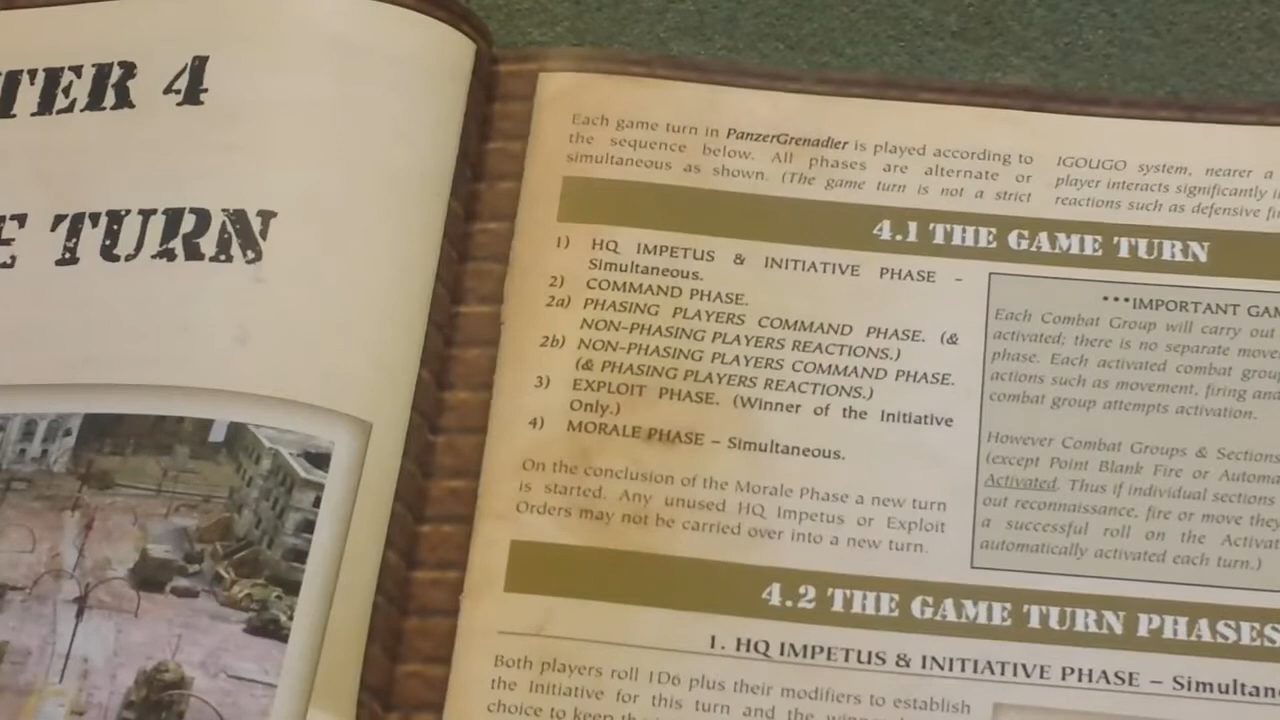 TER 4
E TURN
Each game turn in PanzerGrenadier is played according to
the sequence below. All phases are alternate or
simultaneous as shown. (The game turn is not a strict
IGOUGO system, nearer a
player interacts significantly
reactions such as defensive
4.1 THE GAME TURN
1) HQ IMPETUS & INITIATIVE PHASE –
Simultaneous.
2) COMMAND PHASE.
2a) PHASING PLAYERS COMMAND PHASE. (&
NON-PHASING PLAYERS REACTIONS.)
2b) NON-PHASING PLAYERS COMMAND PHASE.
(& PHASING PLAYERS REACTIONS.)
3) EXPLOIT PHASE. (Winner of the Initiative
Only.)
4) MORALE PHASE – Simultaneous.
On the conclusion of the Morale Phase a new turn
is started. Any unused HQ Impetus or Exploit
Orders may not be carried over into a new turn.
***IMPORTANT GAM
Each Combat Group will carry out
activated; there is no separate move
phase. Each activated combat grou
actions such as movement, firing and
combat group attempts activation.
However Combat Groups & Sections
(except Point Blank Fire or Automa
Activated. Thus if individual sections
out reconnaissance, fire or move they
a successful roll on the Activat
automatically activated each turn.)
4.2 THE GAME TURN PHASES
1. HQ IMPETUS & INITIATIVE PHASE – Simultan
Both players roll 1D6 plus their modifiers to establish
the Initiative for this turn and the
choice to keep